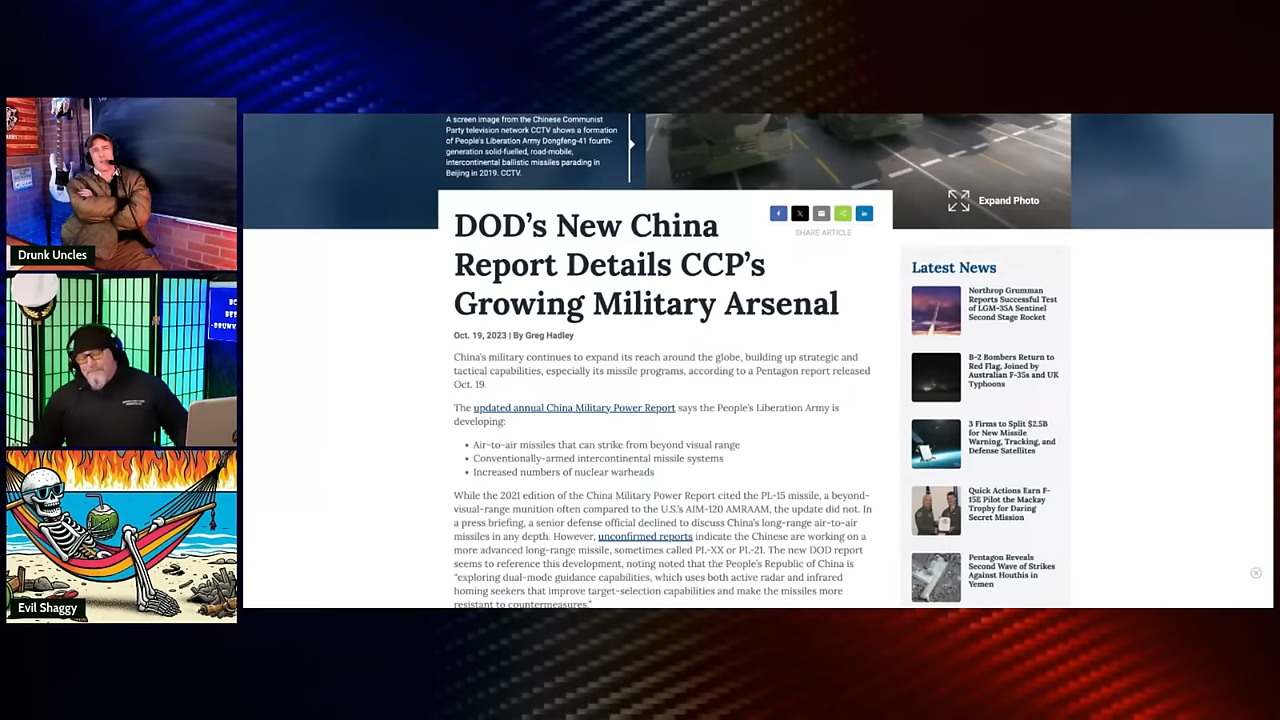 Drunk Uncles
Evil Shaggy
A screen image from the Chinese Communist
Party television network CCTV shows a formation
of People's Liberation Army Dongfeng-41 fourth-
generation solid-fuelled, road-mobile,
intercontinental ballistic missiles parading in
Beijing in 2019. CCTV.
Expand Photo
DOD's New China
Report Details CCP's
Growing Military Arsenal
SHARE ARTICLE
Oct. 19, 2023 | By Greg Hadley
China's military continues to expand its reach around the globe, building up strategic and
tactical capabilities, especially its missile programs, according to a Pentagon report released
Oct. 19.
The updated annual China Military Power Report says the People's Liberation Army is
developing:
• Air-to-air missiles that can strike from beyond visual range
• Conventionally-armed intercontinental missile systems
• Increased numbers of nuclear warheads
While the 2021 edition of the China Military Power Report cited the PL-15 missile, a beyond-
visual-range munition often compared to the U.S.'s AIM-120 AMRAAM, the update did not. In
a press briefing, a senior defense official declined to discuss China's long-range air-to-air
missiles in any depth. However, unconfirmed reports indicate the Chinese are working on a
more advanced long-range missile, sometimes called PL-XX or PL-21. The new DOD report
seems to reference this development, noting noted that the People's Republic of China is
"exploring dual-mode guidance capabilities, which uses both active radar and infrared
homing seekers that improve target-selection capabilities and make the missiles more
resistant to countermeasures."
Latest News
Northrop Grumman
Reports Successful Test
of LGM-35A Sentinel
Second Stage Rocket
B-2 Bombers Return to
Red Flag, Joined by
Australian F-35s and UK
Typhoons
3 Firms to Split $2.5B
for New Missile
Warning, Tracking, and
Defense Satellites
Quick Actions Earn F-
15E Pilot the Mackay
Trophy for Daring
Secret Mission
Pentagon Reveals
Second Wave of Strikes
Against Houthis in
Yemen